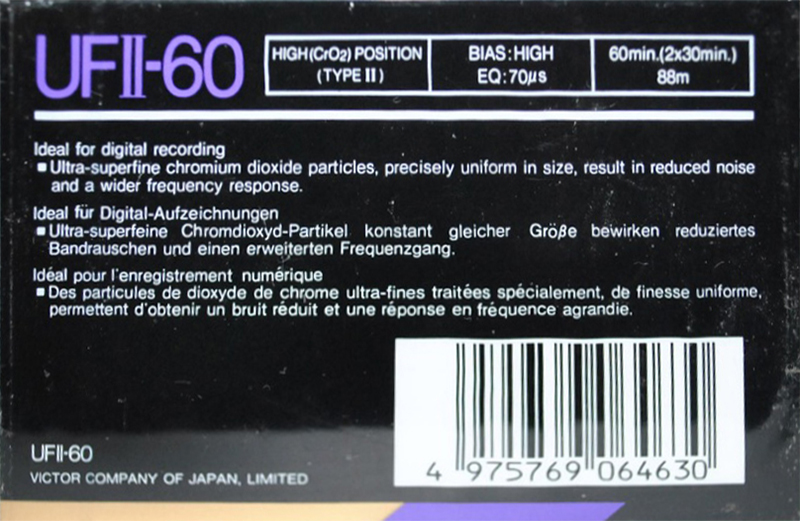 UFII-60
HIGH(CrO2) POSITION
(TYPE II)
BIAS:HIGH
EQ:70µs
60min.(2x30min.)
88m
Ideal for digital recording
■ Ultra-superfine chromium dioxide particles, precisely uniform in size, result in reduced noise
and a wider frequency response.
Ideal für Digital-Aufzeichnungen
■ Ultra-superfeine Chromdioxyd-Partikel konstant gleicher Größe bewirken reduziertes
Bandrauschen und einen erweiterten Frequenzgang.
Idéal pour l'enregistrement numérique
■ Des particules de dioxyde de chrome ultra-fines traitées spécialement, de finesse uniforme,
permettent d'obtenir un bruit réduit et une réponse en fréquence agrandie.
UFII-60
VICTOR COMPANY OF JAPAN, LIMITED
4 975769 064630